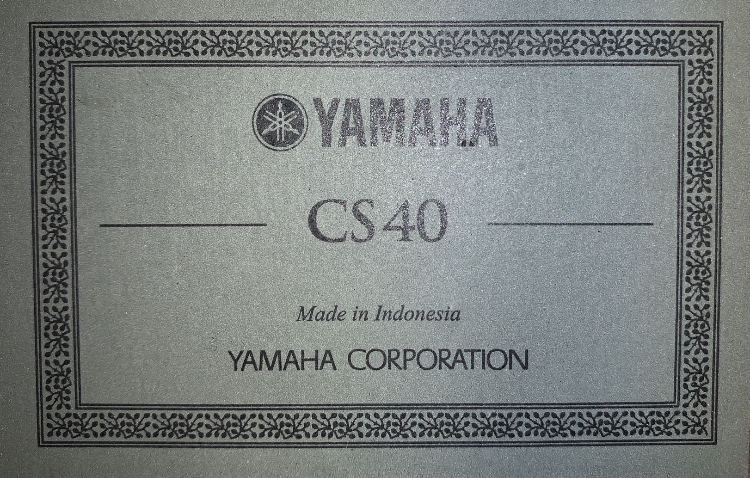 YAMAHA
CS40
Made in Indonesia
YAMAHA CORPORATION